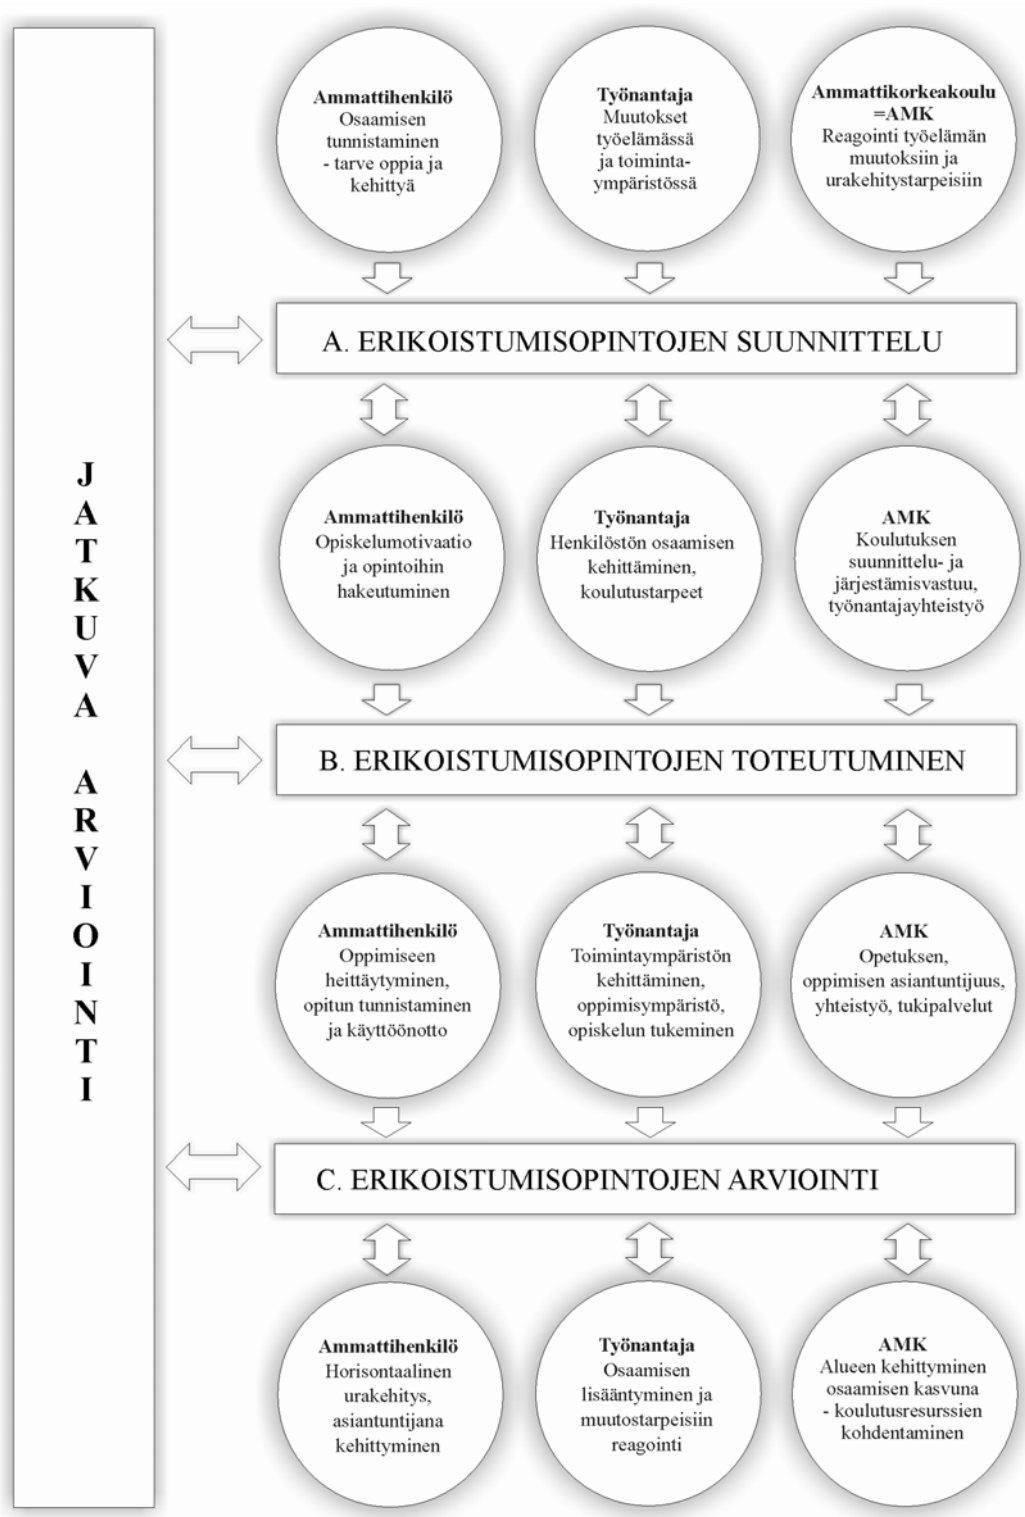 JATKUVA ARVIOINTI
Ammattihenkilö
Osaamisen
tunnistaminen
- tarve oppia ja
kehittyä
Työnantaja
Muutokset
työelämässä
ja toiminta-
ympäristössä
Ammattikorkeakoulu
=AMK
Reagointi työelämän
muutoksiin ja
urakehitystarpeisiin
A. ERIKOISTUMISOPINTOJEN SUUNNITTELU
Ammattihenkilö
Opiskelumotivaatio
ja opintoihin
hakeutuminen
Työnantaja
Henkilöstön osaamisen
kehittäminen,
koulutustarpeet
AMK
Koulutuksen
suunnittelu- ja
järjestämisvastuu,
työnantajayhteistyö
B. ERIKOISTUMISOPINTOJEN TOTEUTUMINEN
Ammattihenkilö
Oppimiseen
heittäytyminen,
opitun tunnistaminen
ja käyttöönotto
Työnantaja
Toimintaympäristön
kehittäminen,
oppimisympäristö,
opiskelun tukeminen
AMK
Opetuksen,
oppimisen asiantuntijuus,
yhteistyö, tukipalvelut
C. ERIKOISTUMISOPINTOJEN ARVIOINTI
Ammattihenkilö
Horisontaalinen
urakehitys,
asiantuntijana
kehittyminen
Työnantaja
Osaamisen
lisääntyminen ja
muutostarpeisiin
reagointi
AMK
Alueen kehittyminen
osaamisen kasvuna
- koulutusresurssien
kohdentaminen